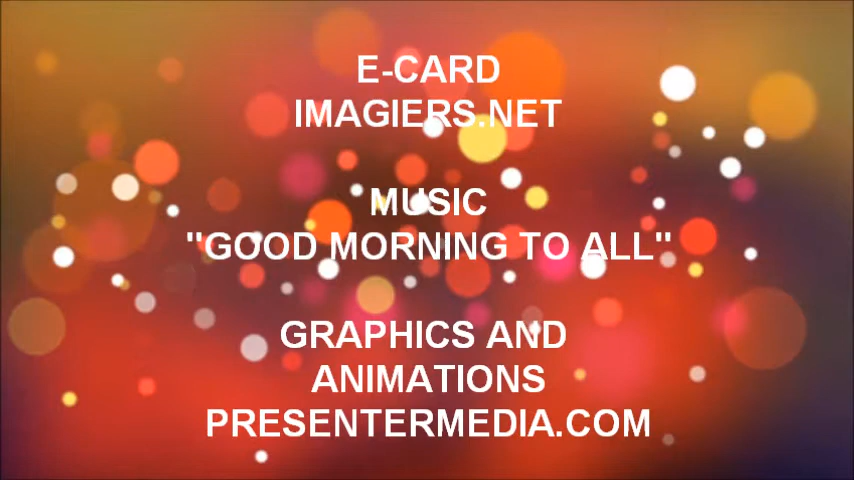 E-CARD
IMAGIERS.NET
MUSIC
"GOOD MORNING TO ALL"
GRAPHICS AND
ANIMATIONS
PRESENTERMEDIA.COM